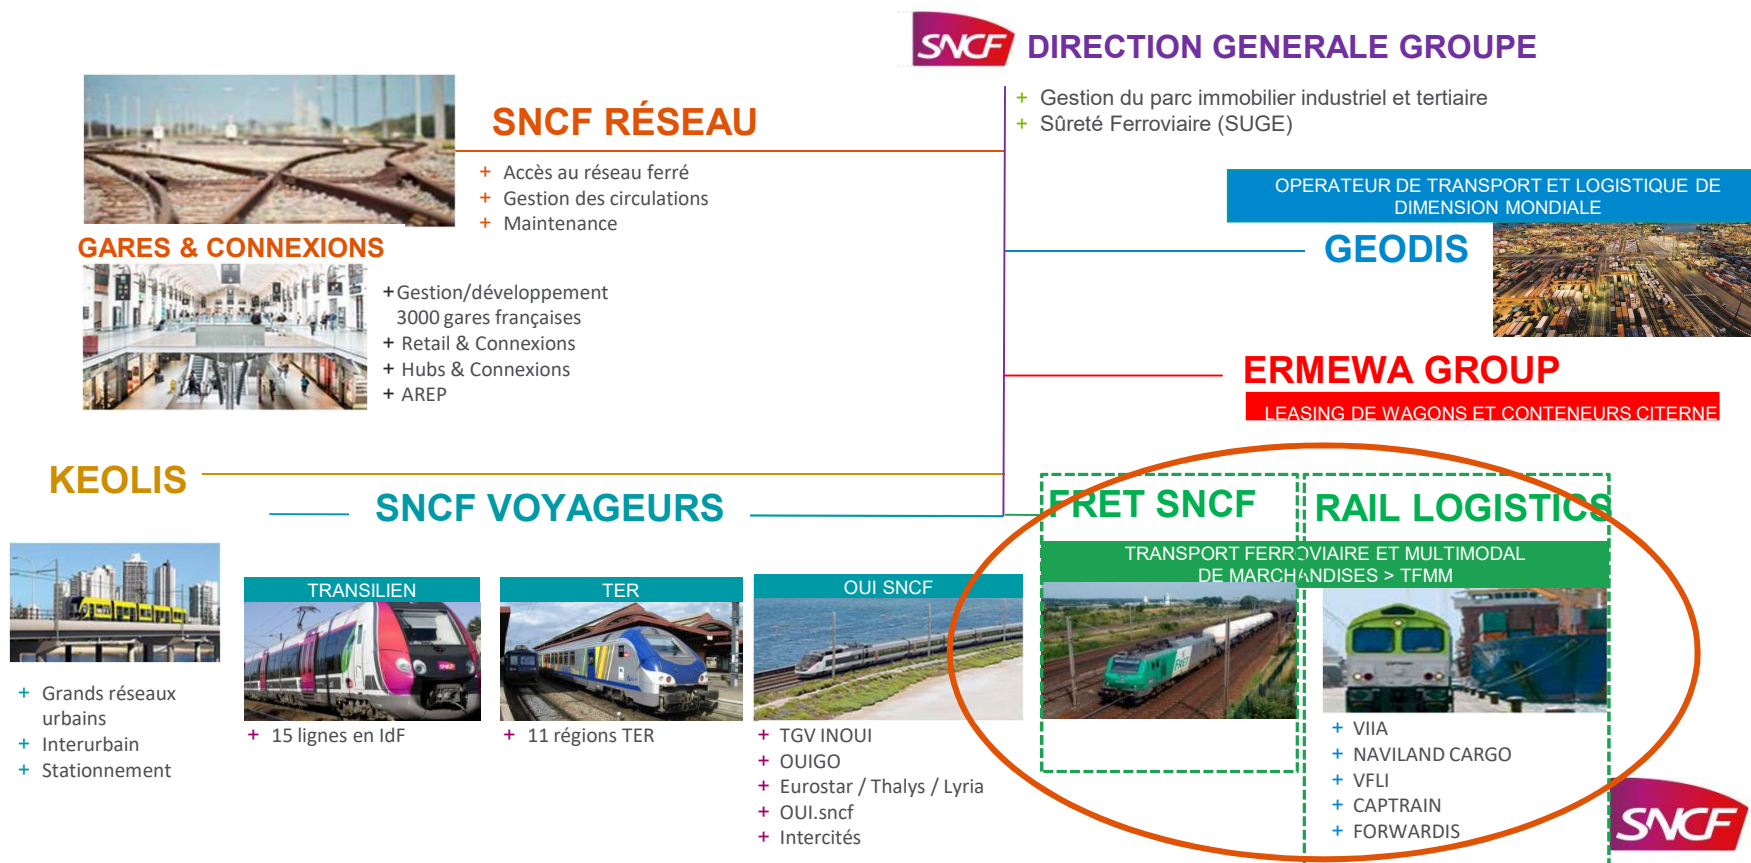 SNCF
DIRECTION GENERALE GROUPE
+ Gestion du parc immobilier industriel et tertiaire
+ Sûreté Ferroviaire (SUGE)
SNCF RÉSEAU
+ Accès au réseau ferré
+ Gestion des circulations
+ Maintenance
GARES & CONNEXIONS
+Gestion/développement
3000 gares françaises
+ Retail & Connexions
+ Hubs & Connexions
+ AREP
OPERATEUR DE TRANSPORT ET LOGISTIQUE DE
DIMENSION MONDIALE
GEODIS
ERMEWA GROUP
LEASING DE WAGONS ET CONTENEURS CITERNE
KEOLIS
+ Grands réseaux
urbains
+ Interurbain
+ Stationnement
SNCF VOYAGEURS
TRANSILIEN
SNCF
+ 15 lignes en IdF
TER
+ 11 régions TER
OUI SNCF
+ TGV INOUI
+ OUIGO
+ Eurostar / Thalys / Lyria
+ OUI.sncf
+ Intercités
FRET SNCF
RAIL LOGISTICS
TRANSPORT FERROVIAIRE ET MULTIMODAL
DE MARCHANDISES > TFMM
FRET
+ VIIA
+ NAVILAND CARGO
+ VFLI
+ CAPTRAIN
+ FORWARDIS
SNCF